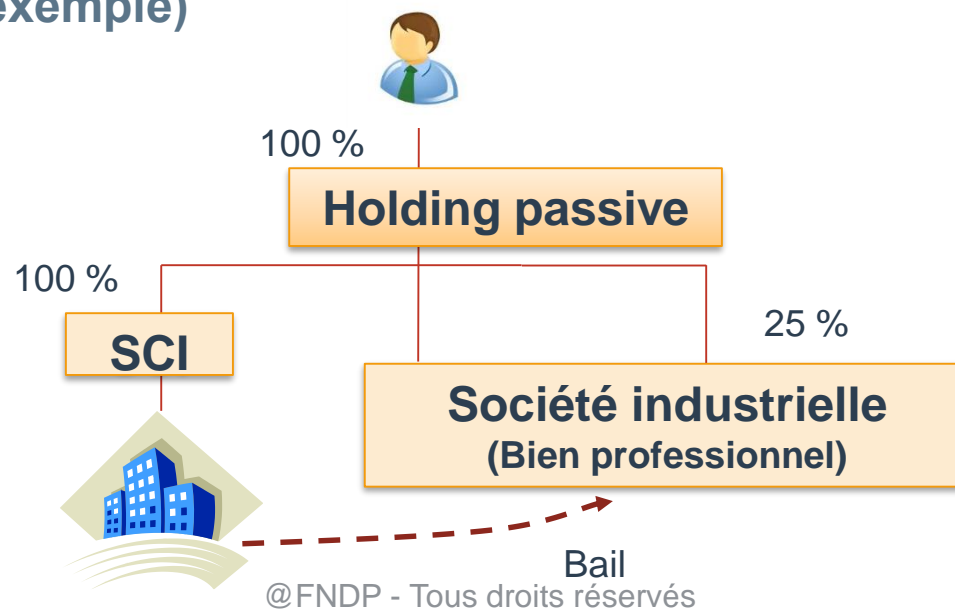 exemple)
100 %
Holding passive
100 %
SCI
25 %
Société industrielle
(Bien professionnel)
Bail
@FNDP - Tous droits réservés